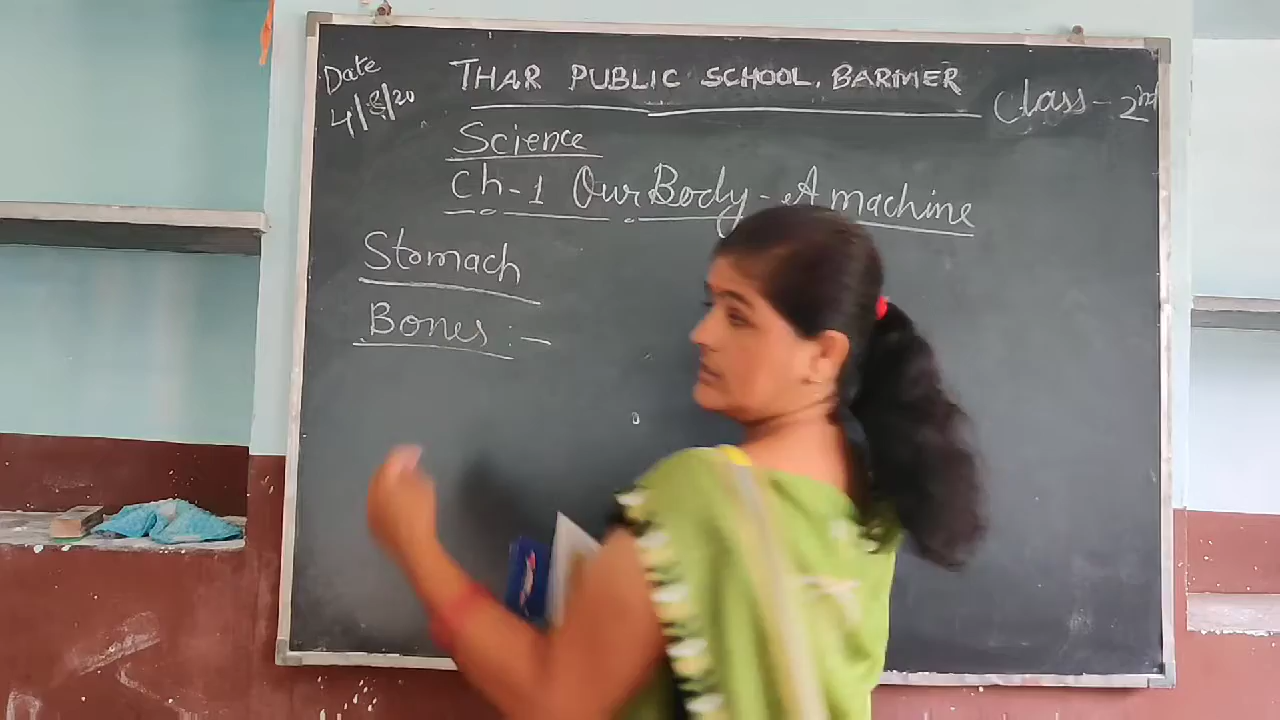 Date
4/8/20
THAR PUBLIC SCHOOL, BARMER
Class - 2nd
Science
Ch - 1 Our Body - A machine
Stomach
Bones : -